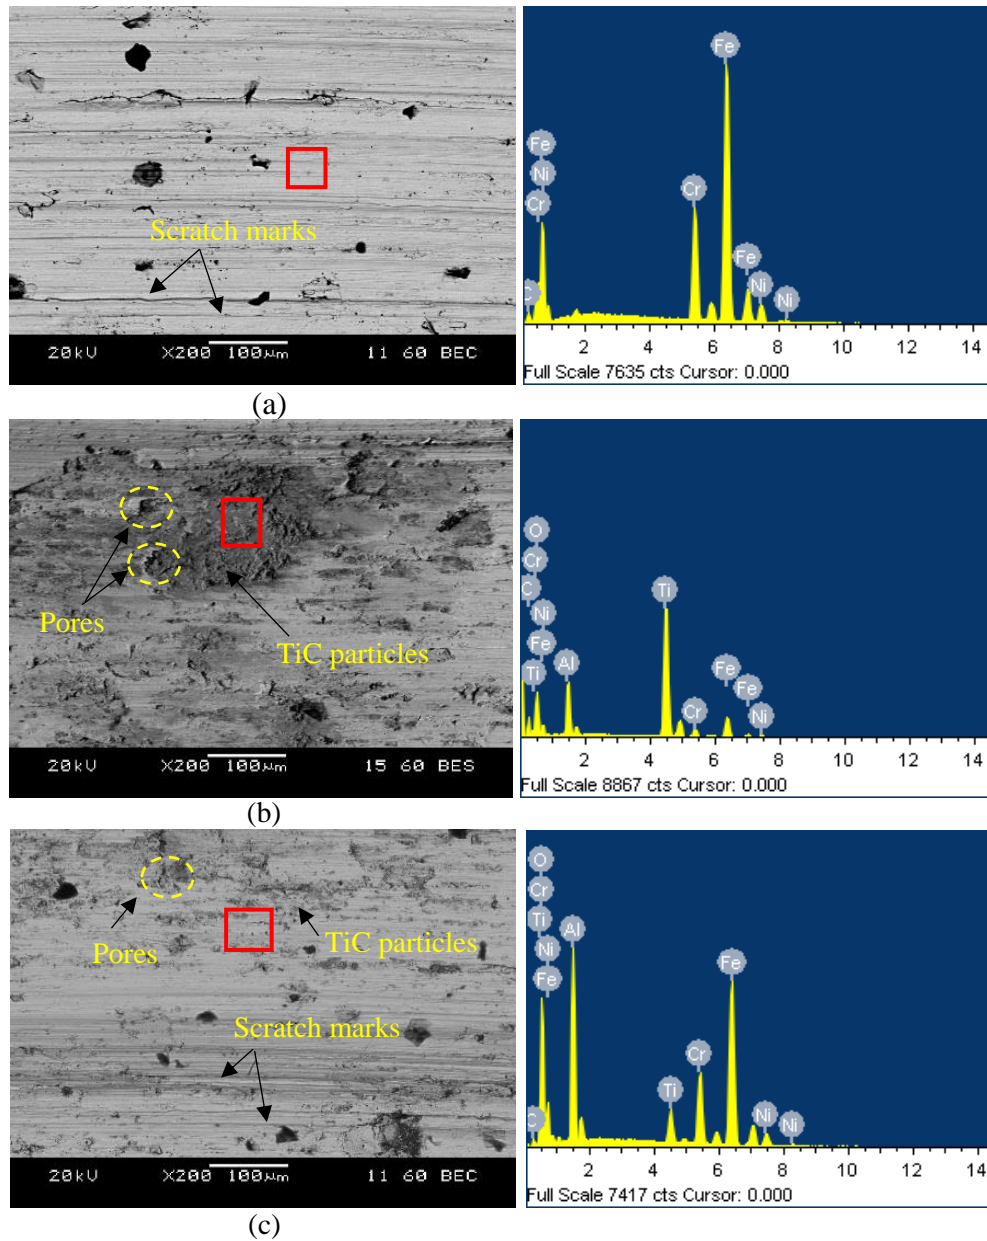 Scratch marks
20kV X200 100μm 11 60 BEC
Fe
Fe
Ni
Cr
Cr
Fe
Ni
C
Ni
2 4 6 8 10 12 14
Full Scale 7635 cts Cursor: 0.000
(a)
Pores
TiC particles
20kV X200 100μm 15 60 BES
O
Cr
C
Ti
Ni
Fe
Al
Fe
Ti
Fe
Cr
Ni
2 4 6 8 10 12 14
Full Scale 8867 cts Cursor: 0.000
(b)
Pores
TiC particles
Scratch marks
20kV X200 100μm 11 60 BEC
O
Cr
Ti
Al
Ni
Fe
Fe
Cr
Ti
Ni
C
Ni
2 4 6 8 10 12 14
Full Scale 7417 cts Cursor: 0.000
(c)